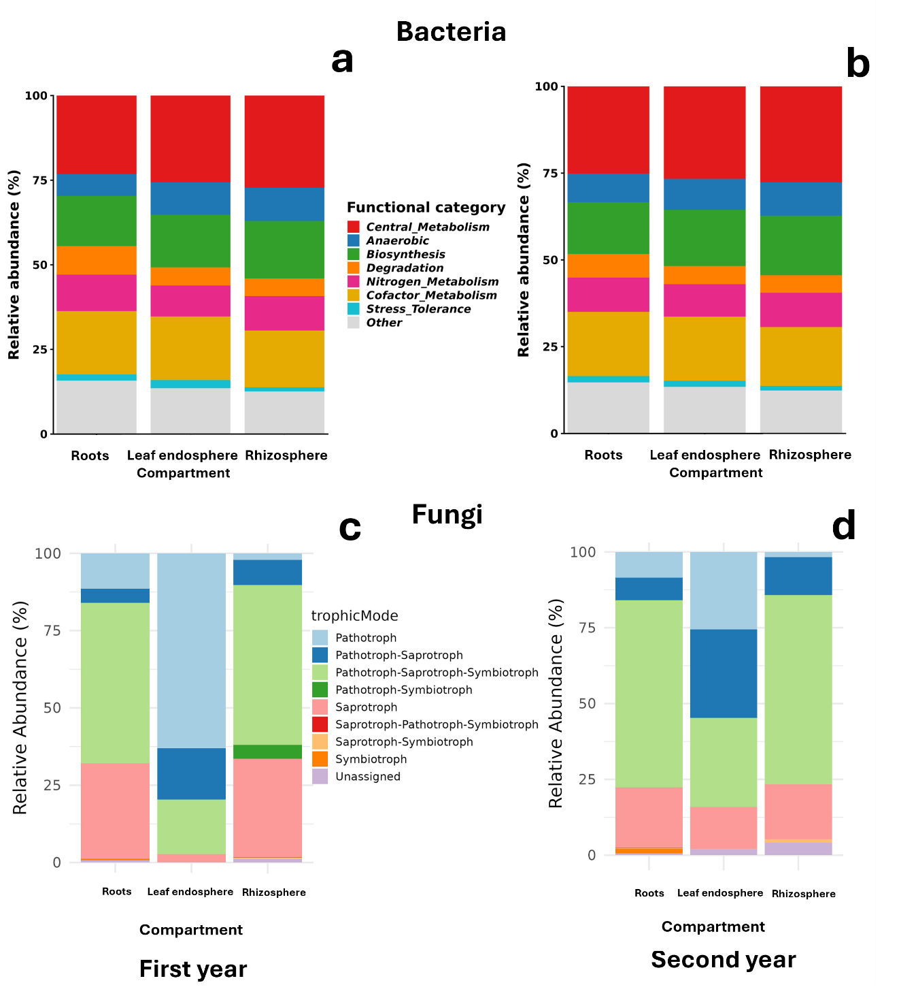 Bacteria
a
b
100
75
50
25
0
Relative abundance (%)
Roots
Leaf endosphere
Rhizosphere
Compartment
Functional category
Central_Metabolism
Anaerobic
Biosynthesis
Degradation
Nitrogen_Metabolism
Cofactor_Metabolism
Stress_Tolerance
Other
100
75
50
25
0
Relative abundance (%)
Roots
Leaf endosphere
Rhizosphere
Compartment
Fungi
c
d
100
75
50
25
0
Relative Abundance (%)
Roots
Leaf endosphere
Rhizosphere
Compartment
First year
trophicMode
Pathotroph
Pathotroph-Saprotroph
Pathotroph-Saprotroph-Symbiotroph
Pathotroph-Symbiotroph
Saprotroph
Saprotroph-Pathotroph-Symbiotroph
Saprotroph-Symbiotroph
Symbiotroph
Unassigned
100
75
50
25
0
Relative Abundance (%)
Roots
Leaf endosphere
Rhizosphere
Compartment
Second year